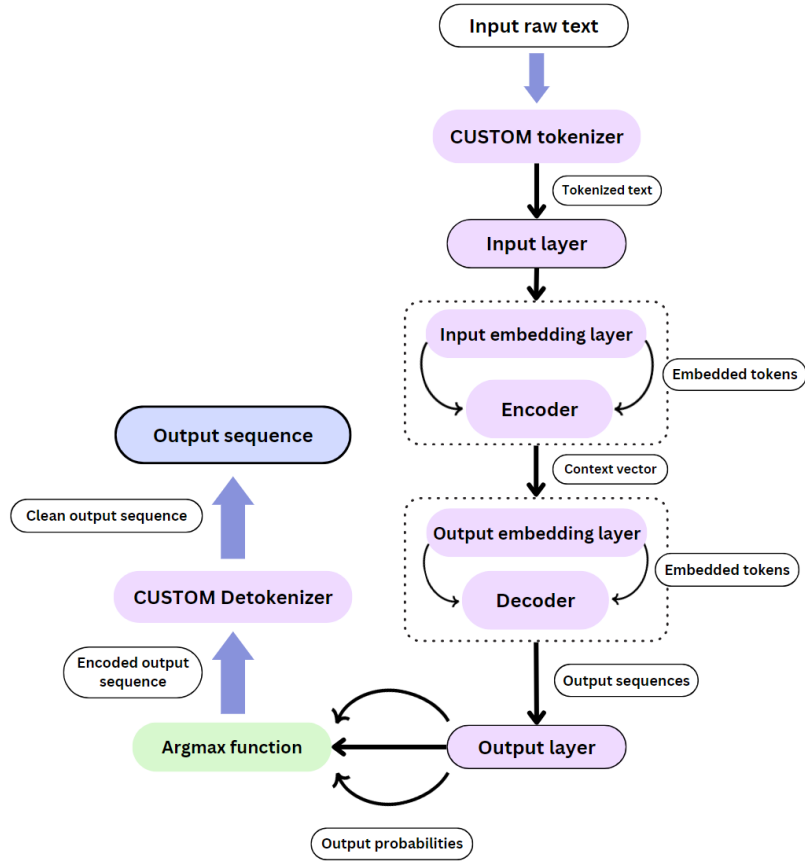 Input raw text
CUSTOM tokenizer
Tokenized text
Input layer
Input embedding layer
Embedded tokens
Encoder
Context vector
Output embedding layer
Embedded tokens
Decoder
Output sequences
Output layer
Output probabilities
Argmax function
Encoded output
sequence
CUSTOM Detokenizer
Clean output sequence
Output sequence